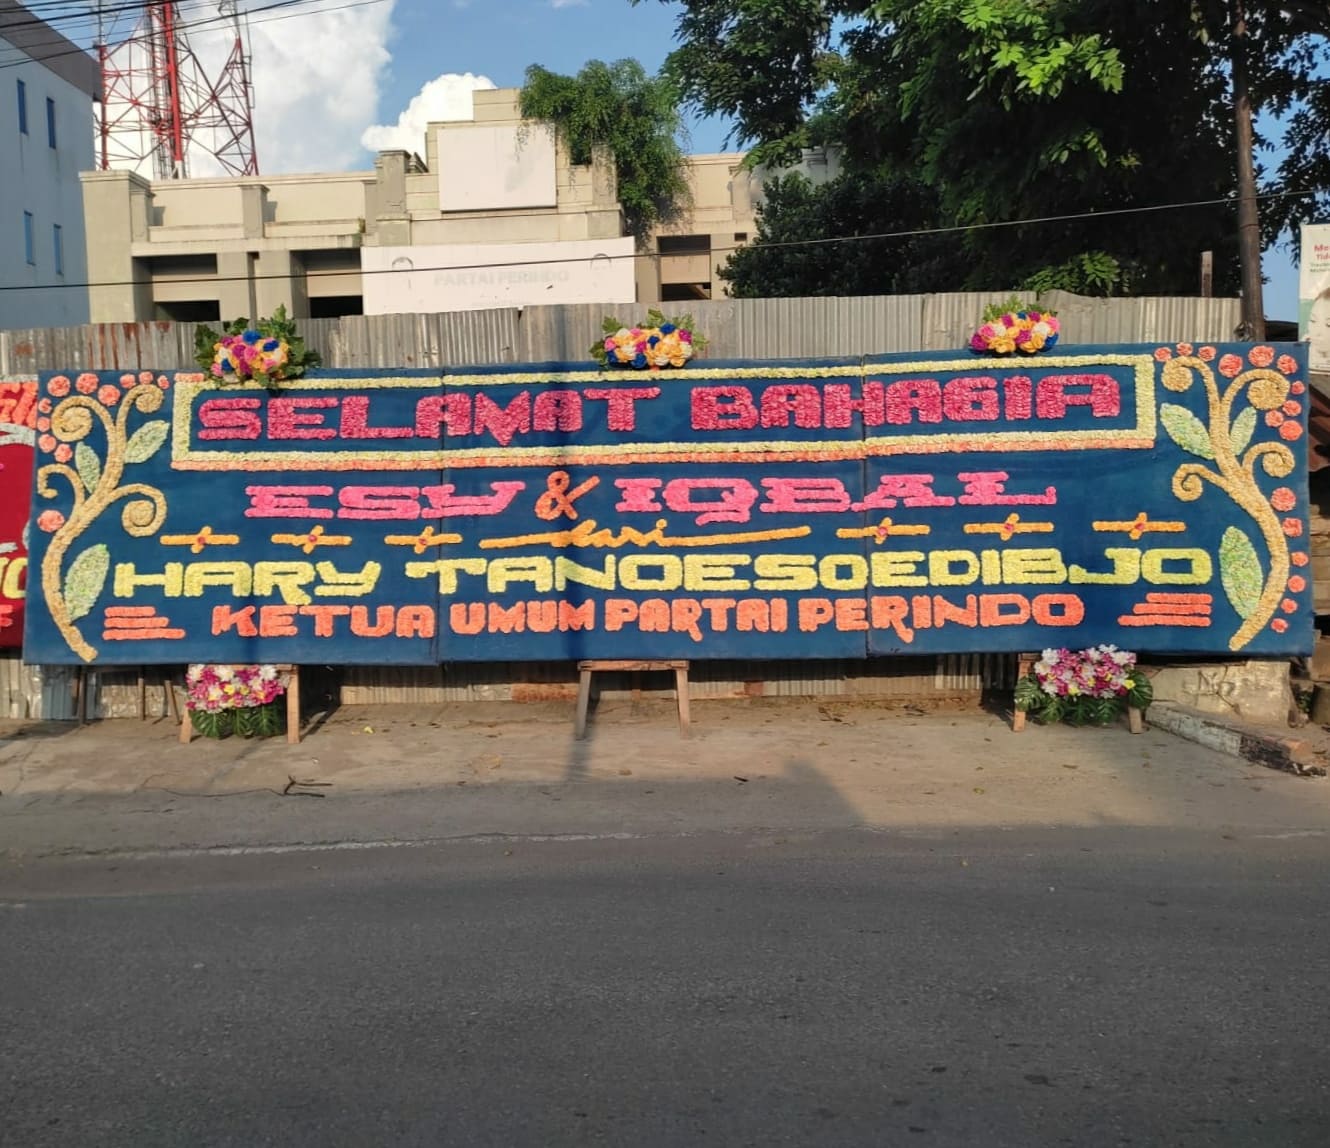 PARTAI PERINDO
SELAMAT BAHAGIA
ESY & IQBAL
dari
HARY TANOESOEDIBJO
KETUA UMUM PARTAI PERINDO